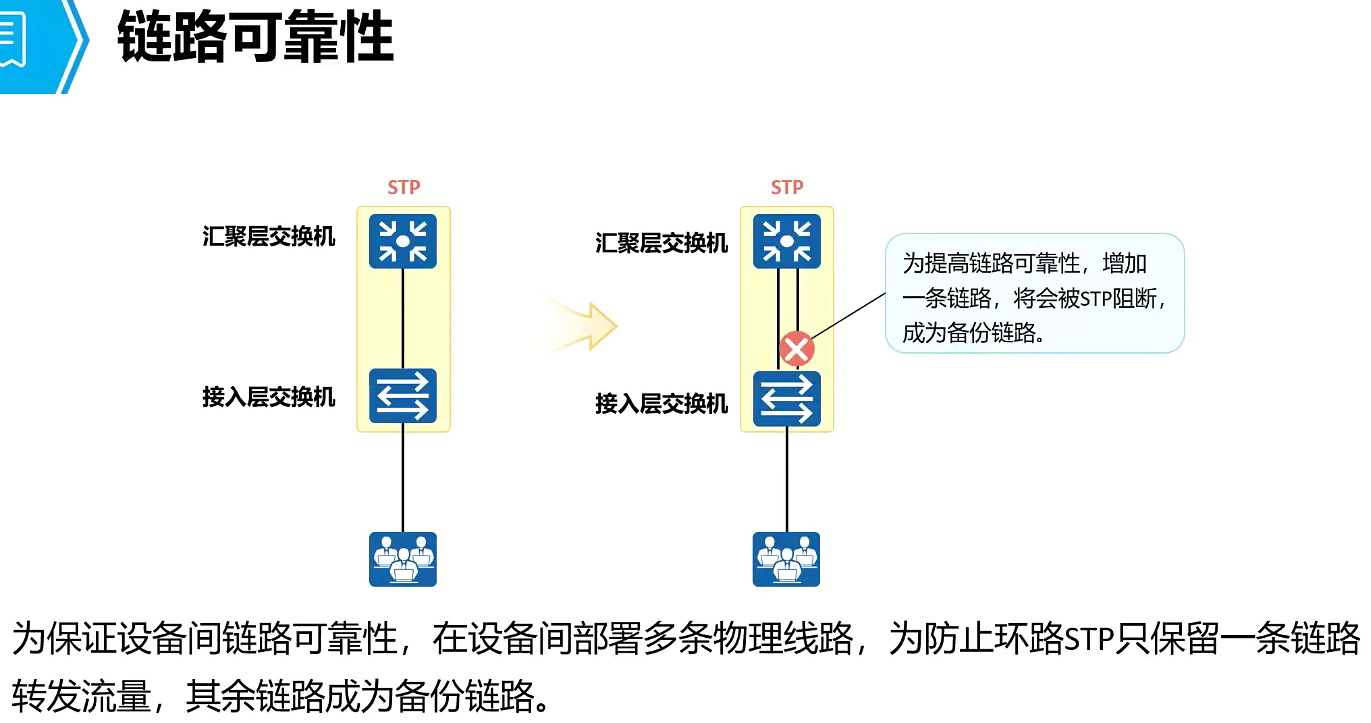 链路可靠性
STP
汇聚层交换机
接入层交换机
STP
汇聚层交换机
接入层交换机
为提高链路可靠性，增加
一条链路，将会被STP阻断，
成为备份链路。
为保证设备间链路可靠性，在设备间部署多条物理线路，为防止环路STP只保留一条链路
转发流量，其余链路成为备份链路。